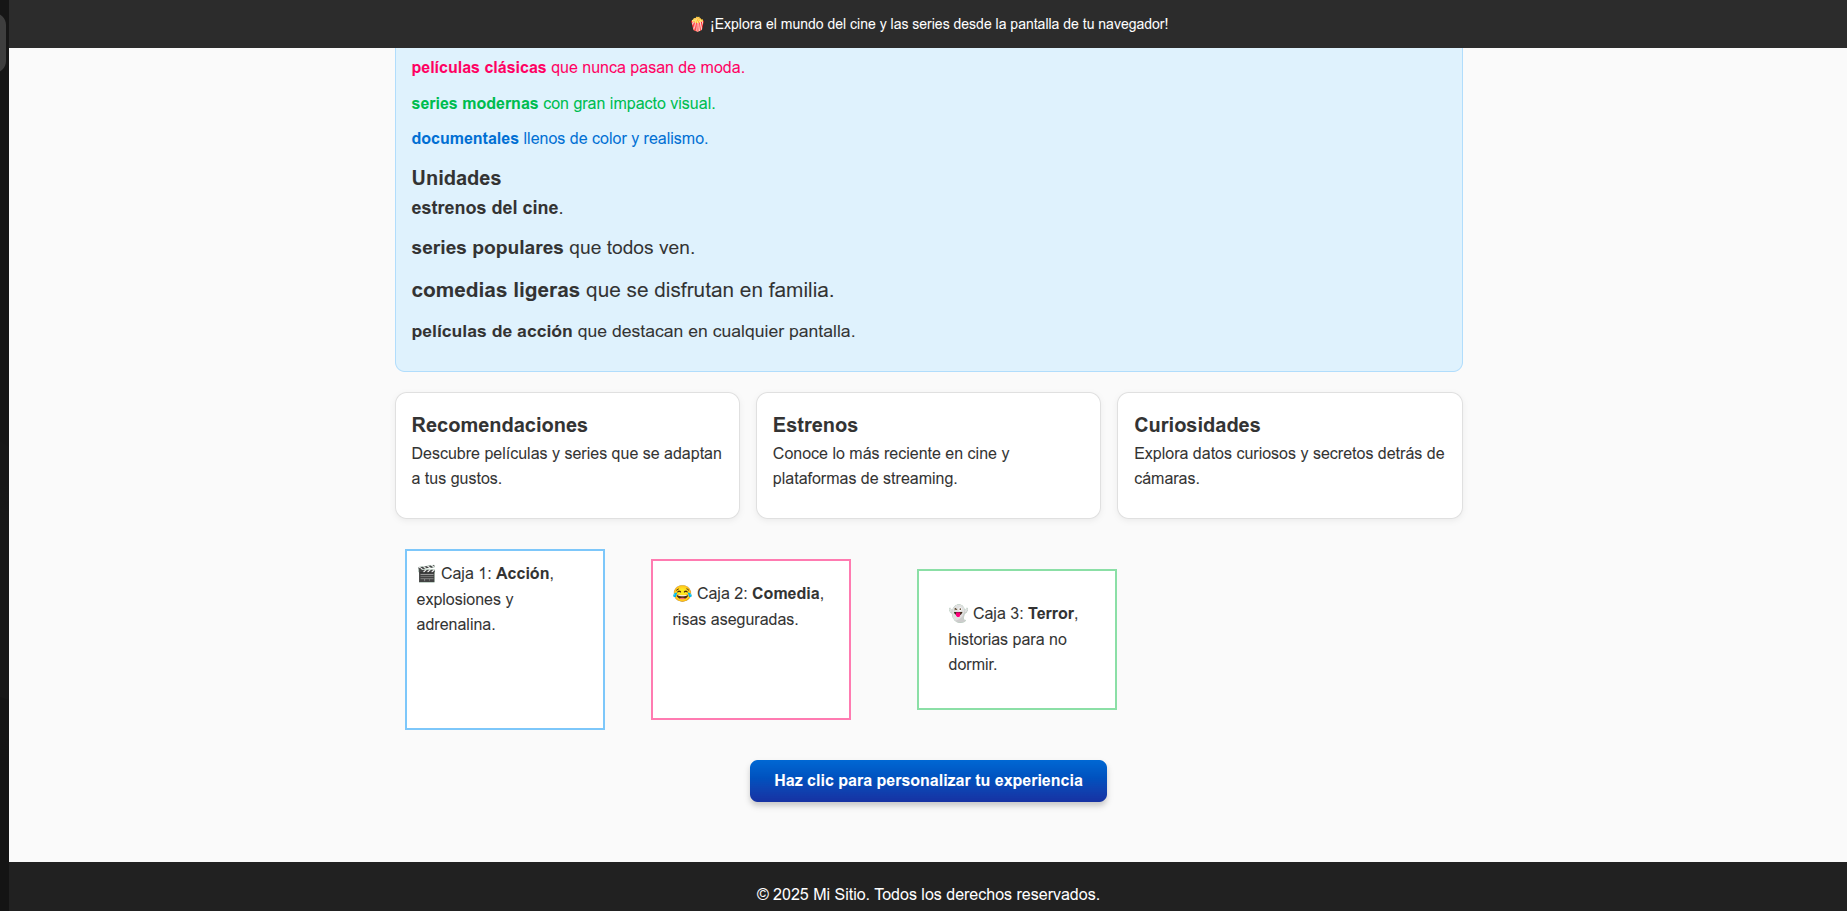 🍿 ¡Explora el mundo del cine y las series desde la pantalla de tu navegador!
películas clásicas que nunca pasan de moda.
series modernas con gran impacto visual.
documentales llenos de color y realismo.
Unidades
estrenos del cine.
series populares que todos ven.
comedias ligeras que se disfrutan en familia.
películas de acción que destacan en cualquier pantalla.
Recomendaciones
Descubre películas y series que se adaptan
a tus gustos.
Estrenos
Conoce lo más reciente en cine y
plataformas de streaming.
Curiosidades
Explora datos curiosos y secretos detrás de
cámaras.
🎬 Caja 1: Acción,
explosiones y
adrenalina.
😂 Caja 2: Comedia,
risas aseguradas.
👻 Caja 3: Terror,
historias para no
dormir.
Haz clic para personalizar tu experiencia
© 2025 Mi Sitio. Todos los derechos reservados.